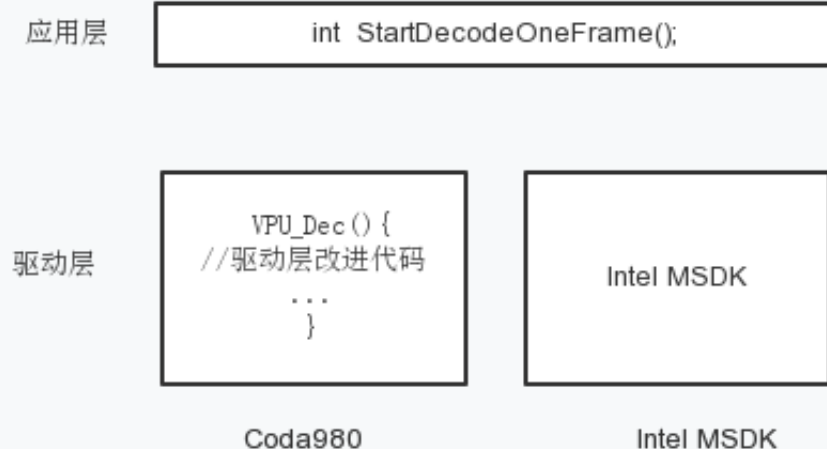 应用层
int StartDecodeOneFrame();
驱动层
VPU_Dec(){
//驱动层改进代码
...
}
Intel MSDK
Coda980
Intel MSDK